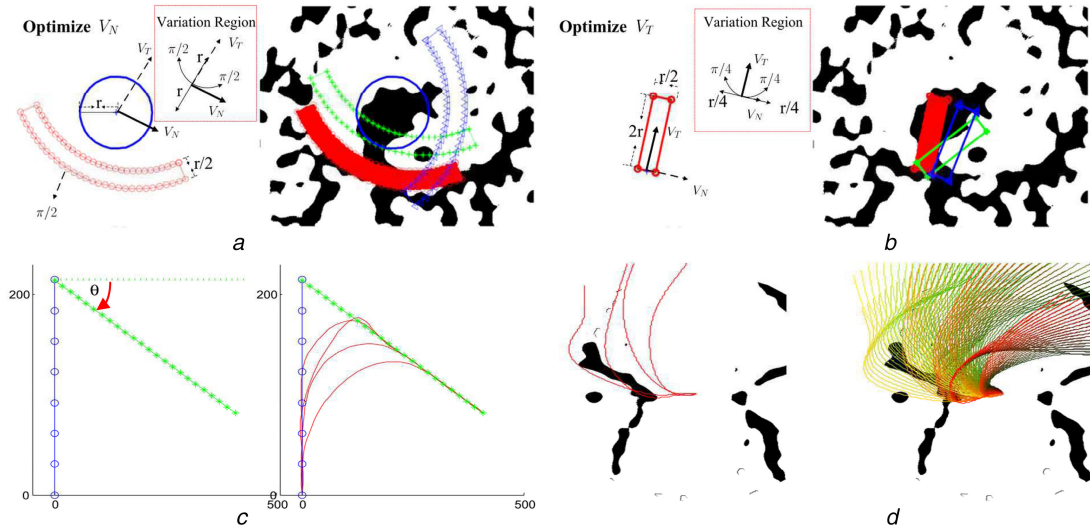 Optimize V_N
Variation Region
V_T
π/2
r
π/2
r
V_N
V_T
r
V_N
r/2
π/2
a
Optimize V_T
Variation Region
V_T
π/4
π/4
r/4
r/4
V_N
r/2
2r
V_T
V_N
b
200
θ
0
0
500
200
0
0
500
c
d